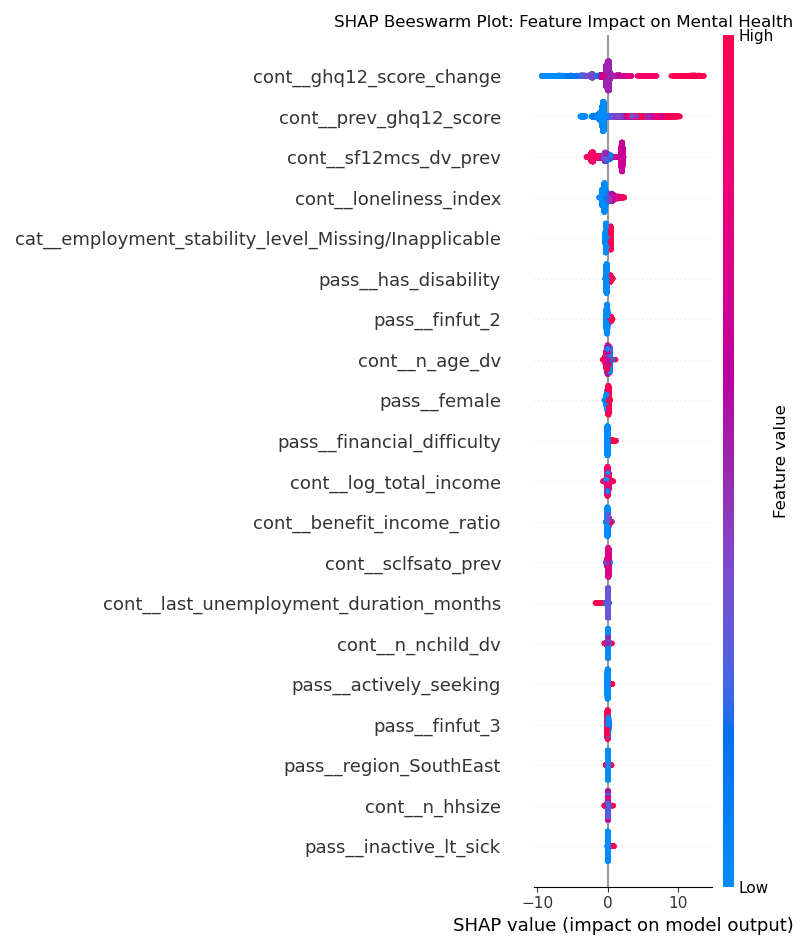 SHAP Beeswarm Plot: Feature Impact on Mental Health
High
cont__ghq12_score_change
cont__prev_ghq12_score
cont__sf12mcs_dv_prev
cont__loneliness_index
cat__employment_stability_level_Missing/Inapplicable
pass__has_disability
pass__finfut_2
cont__n_age_dv
pass__female
pass__financial_difficulty
cont__log_total_income
cont__benefit_income_ratio
cont__sclfsato_prev
cont__last_unemployment_duration_months
cont__n_nchild_dv
pass__actively_seeking
pass__finfut_3
pass__region_SouthEast
cont__n_hhsize
pass__inactive_lt_sick
Feature value
Low
−10 0 10
SHAP value (impact on model output)